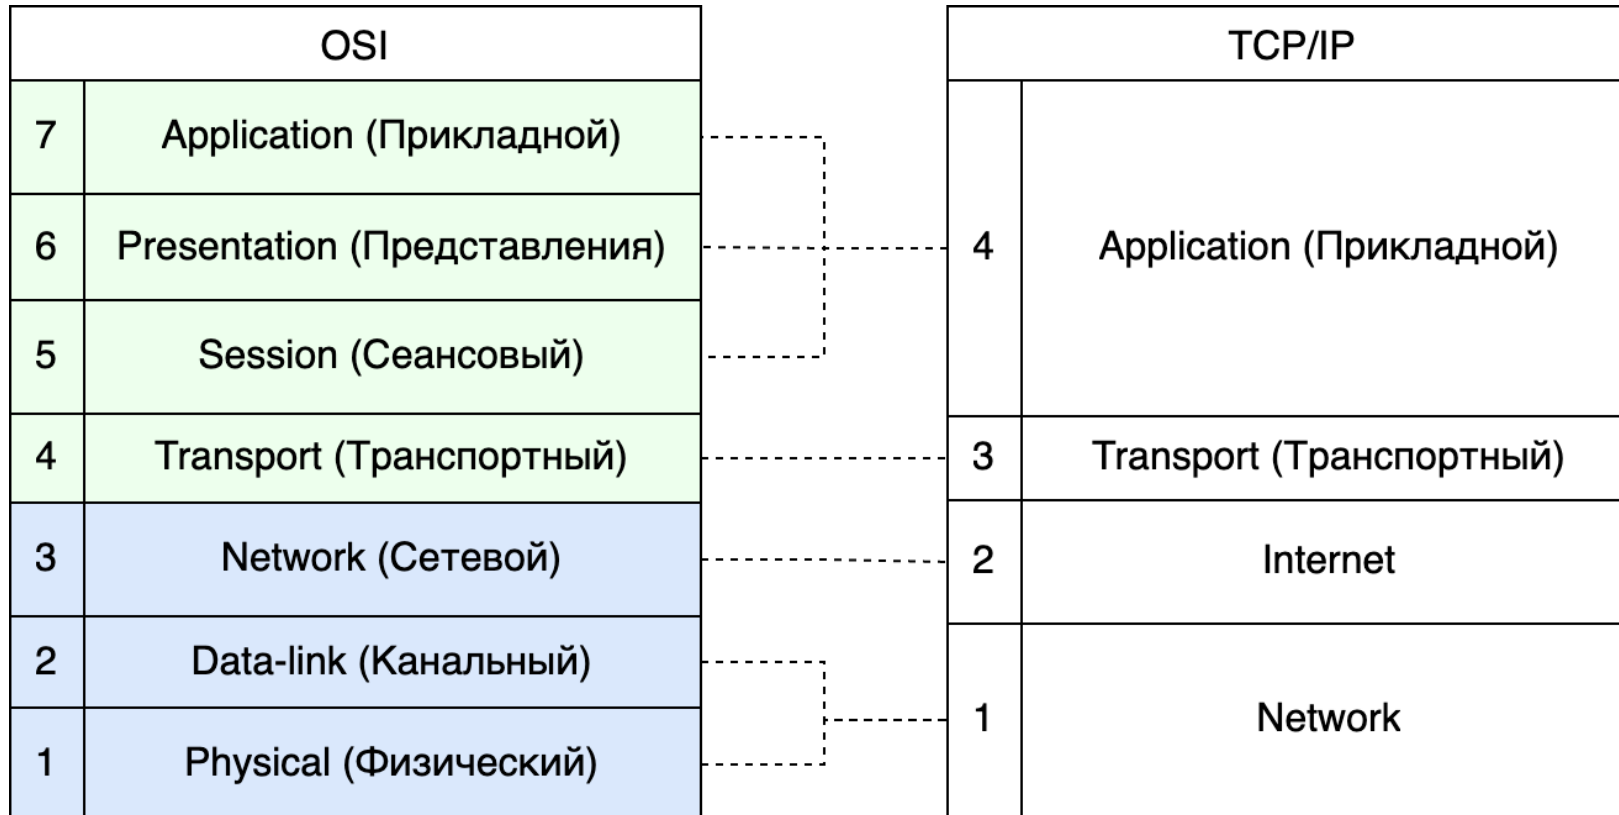 OSI
7 Application (Прикладной)
6 Presentation (Представления)
5 Session (Сеансовый)
4 Transport (Транспортный)
3 Network (Сетевой)
2 Data-link (Канальный)
1 Physical (Физический)
TCP/IP
4 Application (Прикладной)
3 Transport (Транспортный)
2 Internet
1 Network